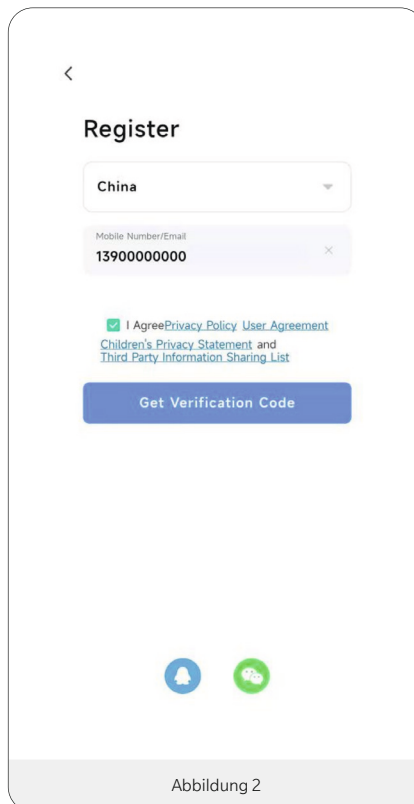 Register
China
Mobile Number/Email
13900000000
I AgreePrivacy Policy User Agreement
Children's Privacy Statement and
Third Party Information Sharing List
Get Verification Code
Abbildung 2